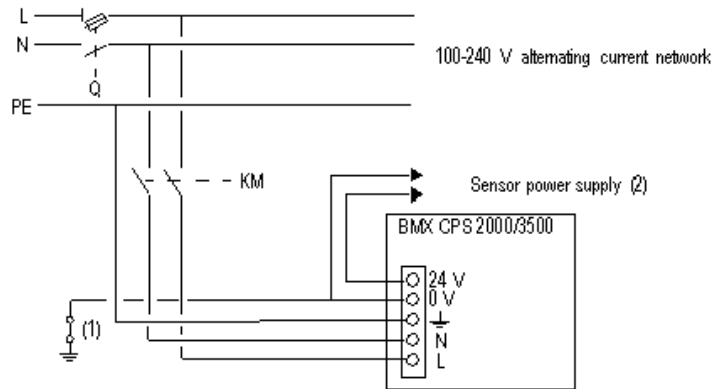 L
N
100-240 V alternating current network
Q
PE
KM
Sensor power supply (2)
BMX CPS 2000/3500
24 V
0 V
(1)
N
L